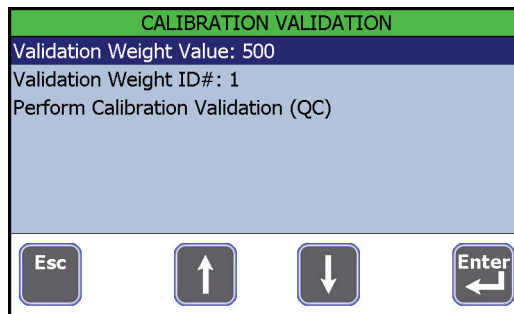 CALIBRATION VALIDATION
Validation Weight Value: 500
Validation Weight ID#: 1
Perform Calibration Validation (QC)
Esc
Enter